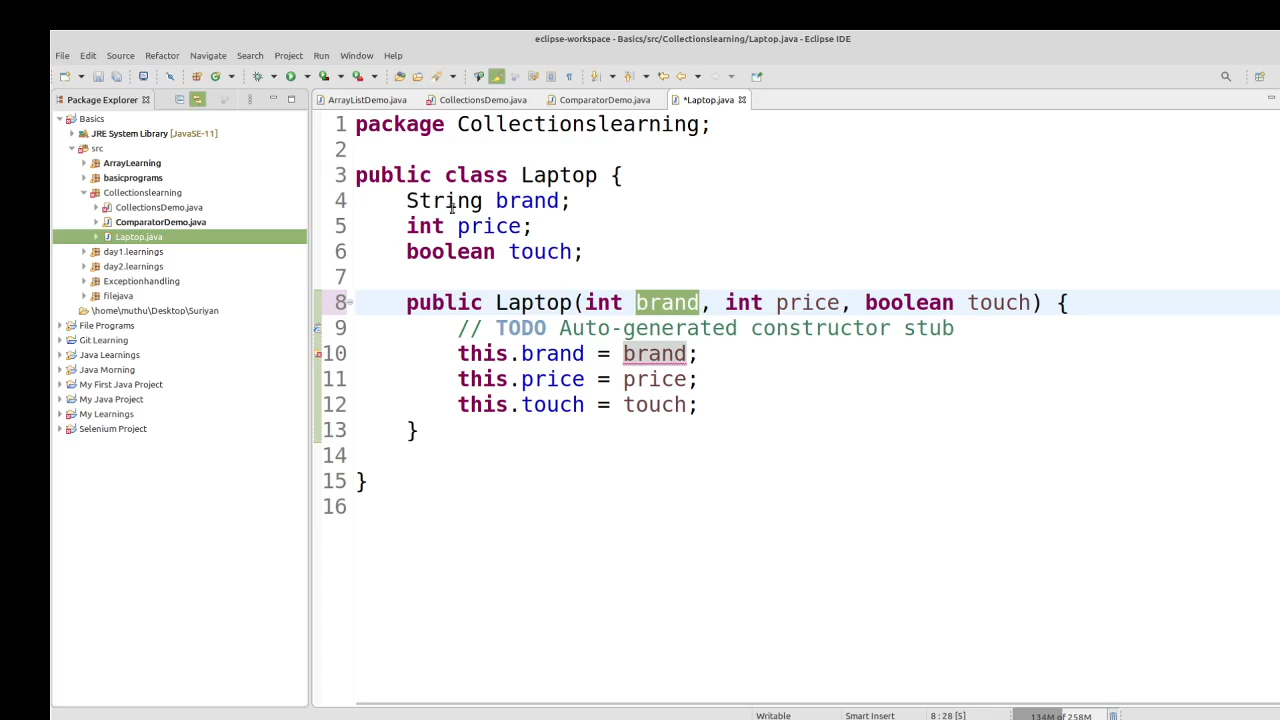 eclipse-workspace - Basics/src/Collectionslearning/Laptop.java - Eclipse IDE
File Edit Source Refactor Navigate Search Project Run Window Help
Package Explorer
ArrayListDemo.java CollectionsDemo.java ComparatorDemo.java *Laptop.java
Basics
JRE System Library [JavaSE-11]
src
ArrayLearning
basicprograms
Collectionslearning
CollectionsDemo.java
ComparatorDemo.java
Laptop.java
day1.learnings
day2.learnings
Exceptionhandling
filejava
\home\muthu\Desktop\Suriyan
File Programs
Git Learning
Java Learnings
Java Morning
My First Java Project
My Java Project
My Learnings
Selenium Project
1 package Collectionslearning;
2
3 public class Laptop {
4 String brand;
5 int price;
6 boolean touch;
7
8 public Laptop(int brand, int price, boolean touch) {
9 // TODO Auto-generated constructor stub
10 this.brand = brand;
11 this.price = price;
12 this.touch = touch;
13 }
14
15 }
16
Writable Smart Insert 8 : 28 [5] 134M of 258M